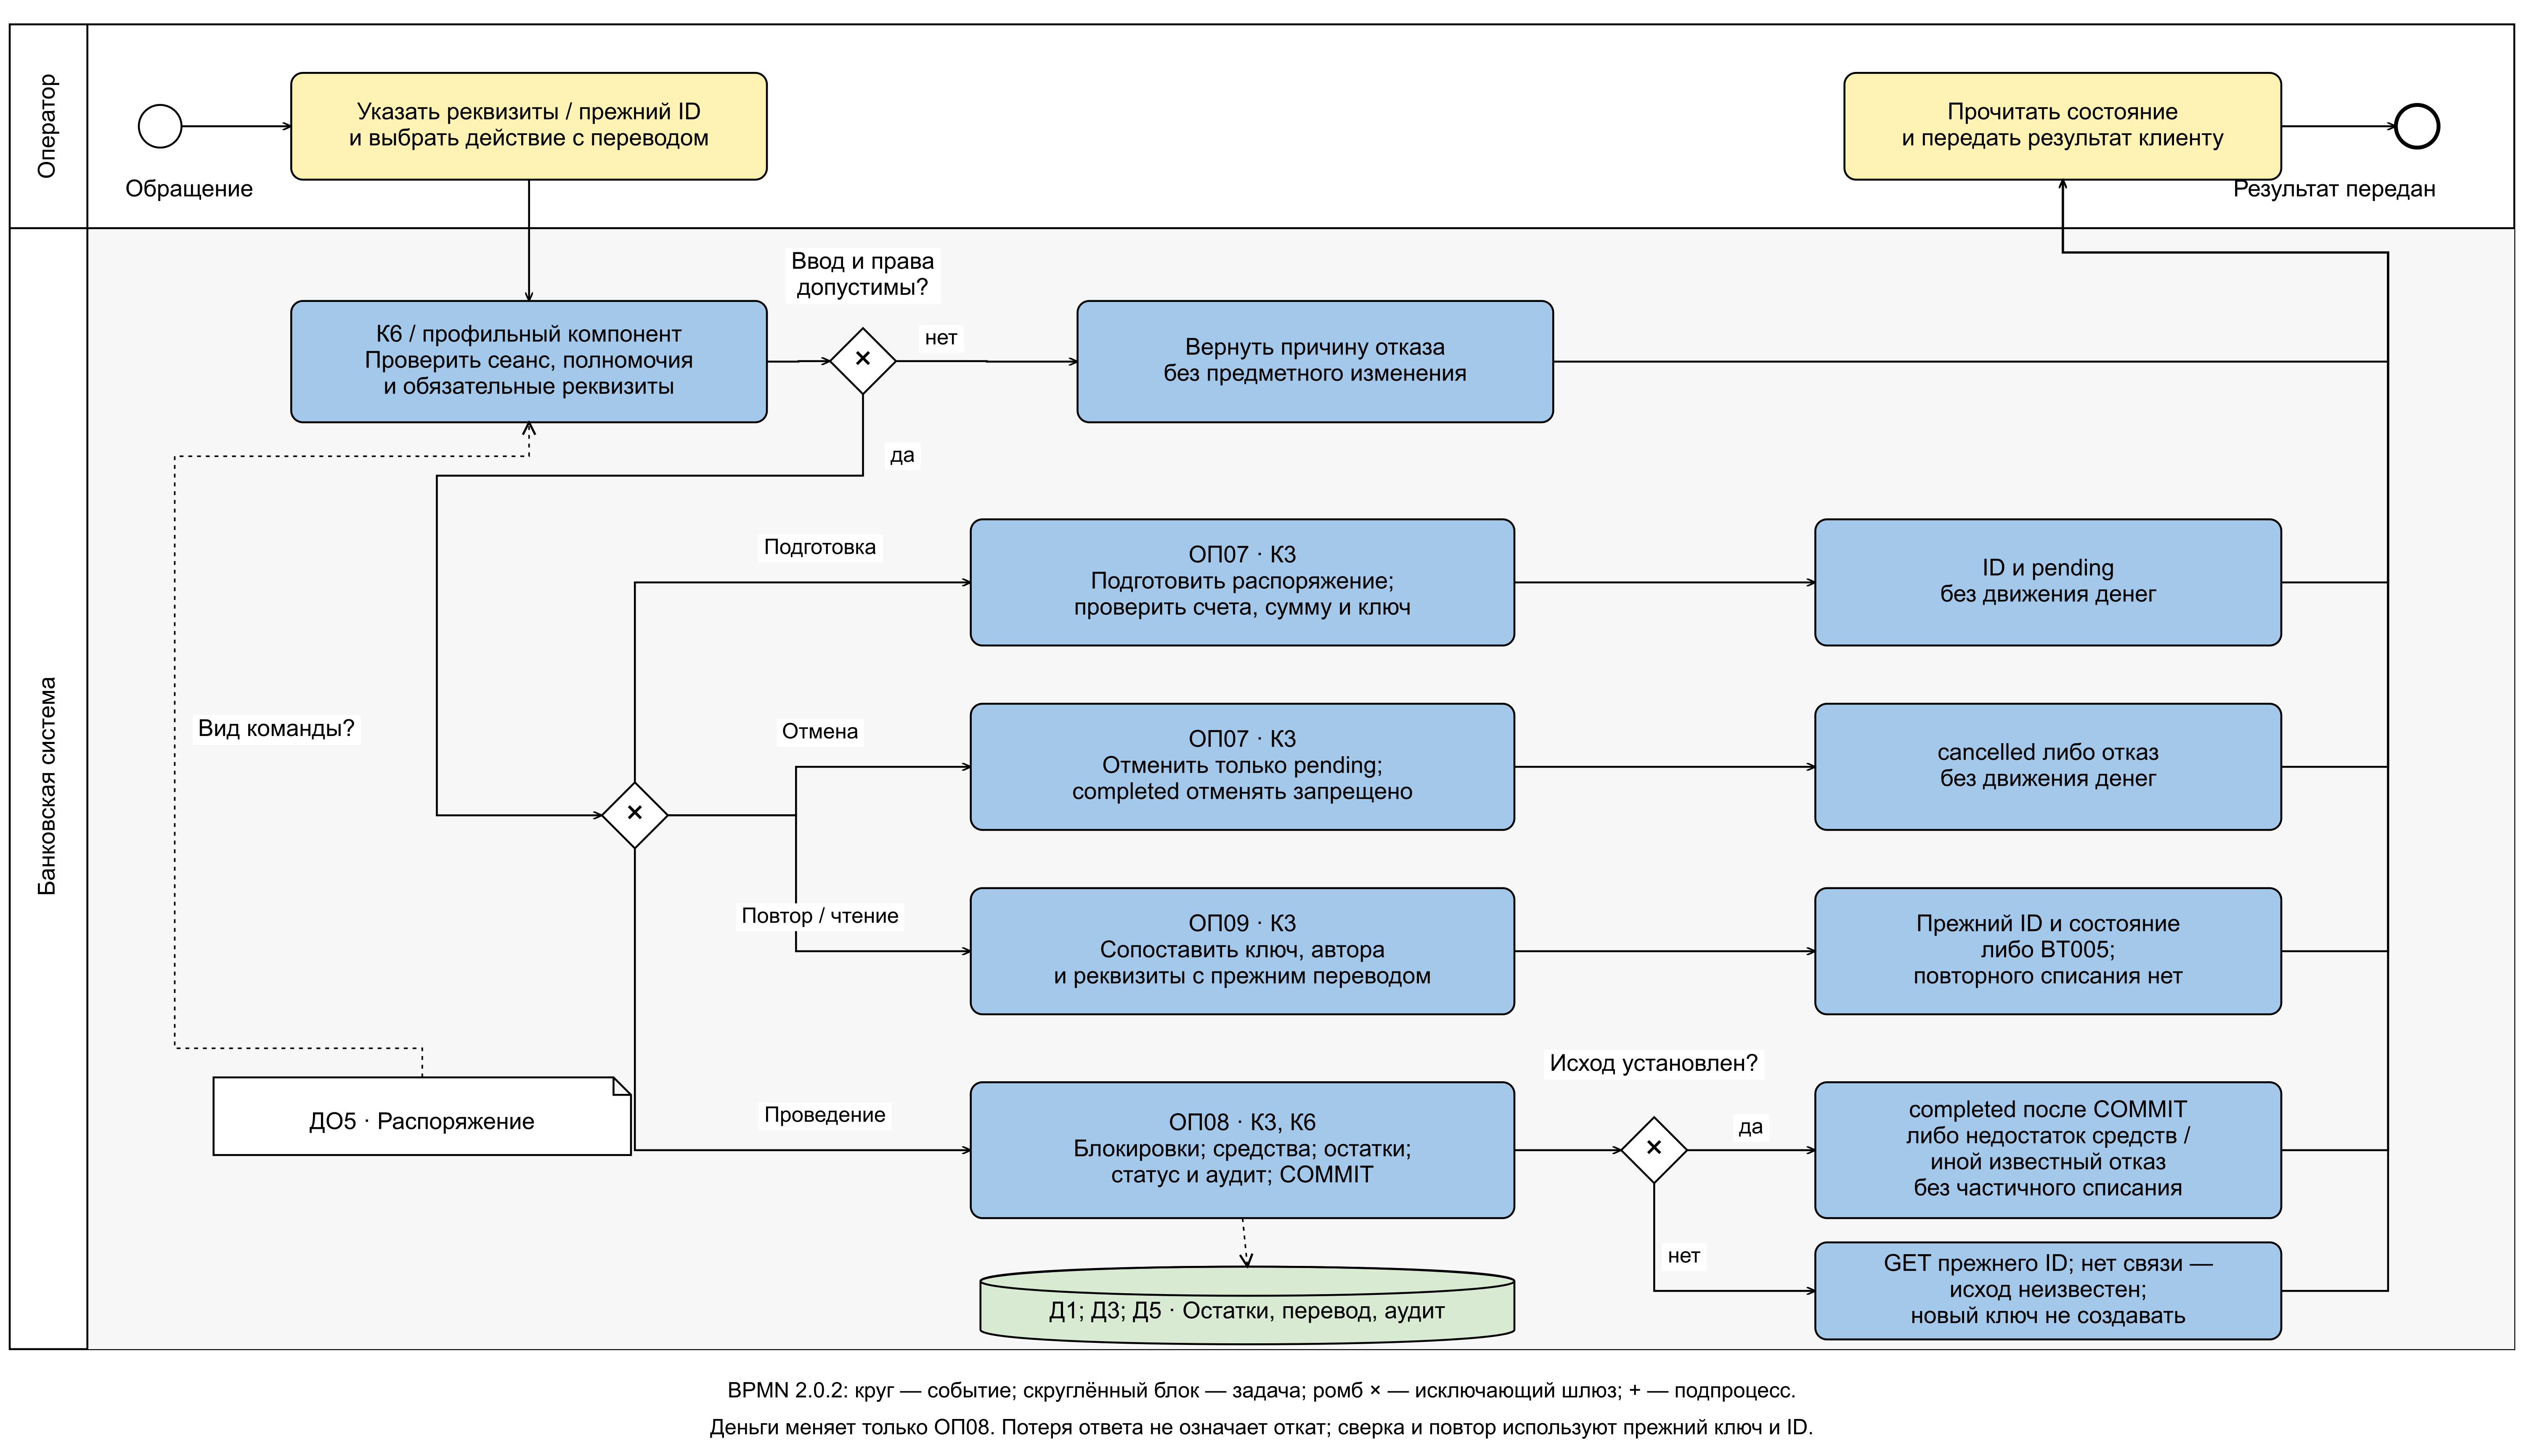 Оператор
Обращение
Указать реквизиты / прежний ID
и выбрать действие с переводом
Прочитать состояние
и передать результат клиенту
Результат передан
Банковская система
К6 / профильный компонент
Проверить сеанс, полномочия
и обязательные реквизиты
Ввод и права
допустимы?
×
нет
Вернуть причину отказа
без предметного изменения
да
Подготовка
ОП07 · К3
Подготовить распоряжение;
проверить счета, сумму и ключ
ID и pending
без движения денег
Вид команды?
×
Отмена
ОП07 · К3
Отменить только pending;
completed отменять запрещено
cancelled либо отказ
без движения денег
Повтор / чтение
ОП09 · К3
Сопоставить ключ, автора
и реквизиты с прежним переводом
Прежний ID и состояние
либо BT005;
повторного списания нет
ДО5 · Распоряжение
Проведение
ОП08 · К3, К6
Блокировки; средства; остатки;
статус и аудит; COMMIT
Исход установлен?
×
да
completed после COMMIT
либо недостаток средств /
иной известный отказ
без частичного списания
нет
GET прежнего ID; нет связи —
исход неизвестен;
новый ключ не создавать
Д1; Д3; Д5 · Остатки, перевод, аудит
BPMN 2.0.2: круг — событие; скруглённый блок — задача; ромб × — исключающий шлюз; + — подпроцесс.
Деньги меняет только ОП08. Потеря ответа не означает откат; сверка и повтор используют прежний ключ и ID.